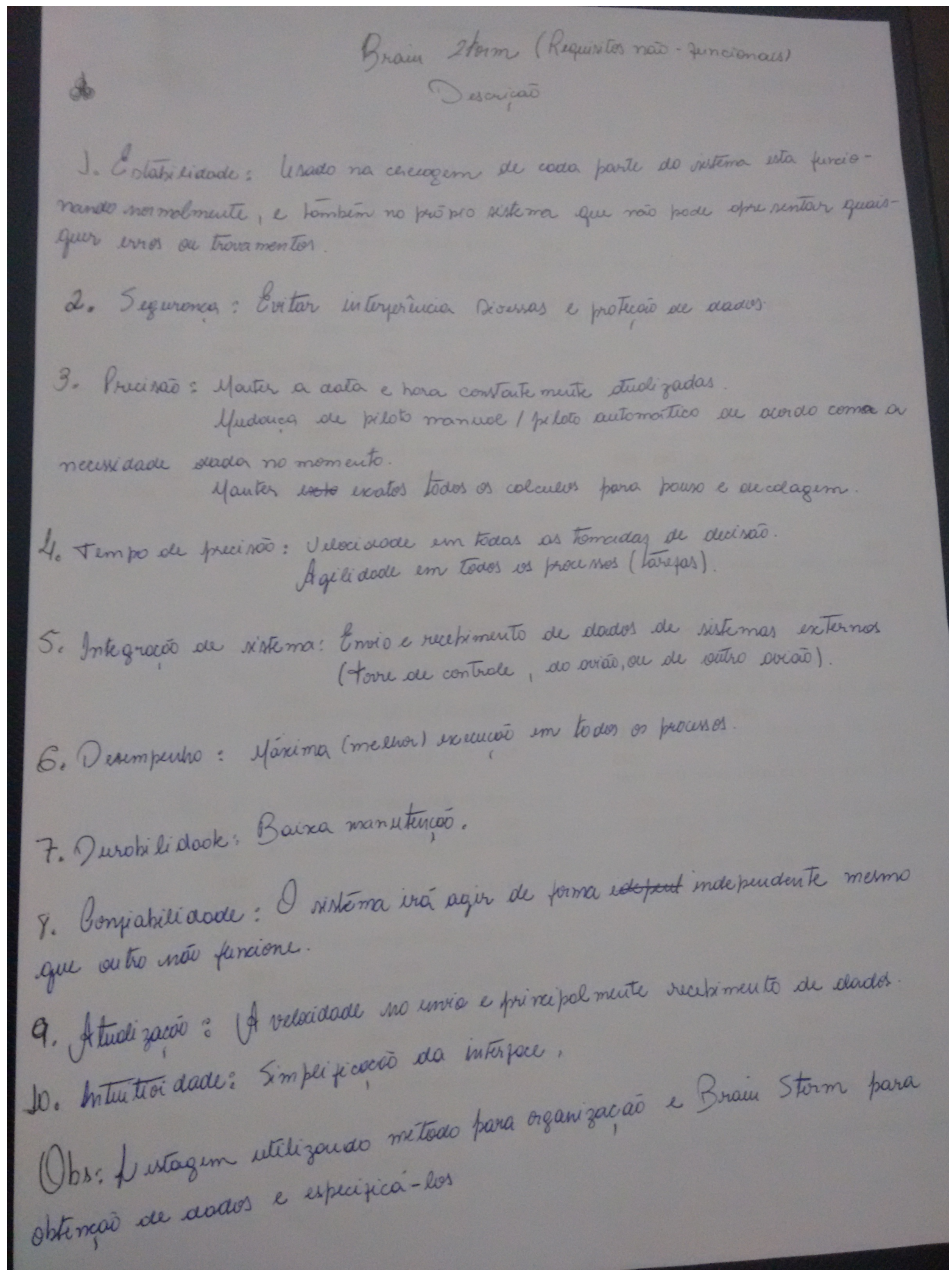 Brain Storm (Requisitos não-funcionais)
Descrição
1. Estabilidade: Usado na checagem de cada parte do sistema esta funcio-
nando normalmente, e também no próprio sistema que não pode apresentar quais-
quer erros ou travamentos.
2. Segurança: Evitar interferência diversas e proteção de dados
3. Precisão: Manter a data e hora constantemente atualizadas.
Mudança de piloto manual / piloto automático de acordo com a
necessidade dada no momento.
Manter exatos todos os calculos para pouso e decolagem.
4. Tempo de precisão: Velocidade em todas as tomadas de decisão.
Agilidade em todos os processos (tarefas).
5. Integração de sistema: Envio e recebimento de dados de sistemas externos
(torre de controle, do avião, ou de outro avião).
6. Desempenho: Máxima (melhor) execução em todos os processos.
7. Durabilidade: Baixa manutenção.
8. Confiabilidade: O sistema irá agir de forma independente mesmo
que outro não funcione.
9. Atualização: A velocidade no envio e principalmente recebimento de dados.
10. Intuitividade: Simplificação da interface.
Obs: Listagem utilizando método para organização e Brain Storm para
obtenção de dados e especificá-los